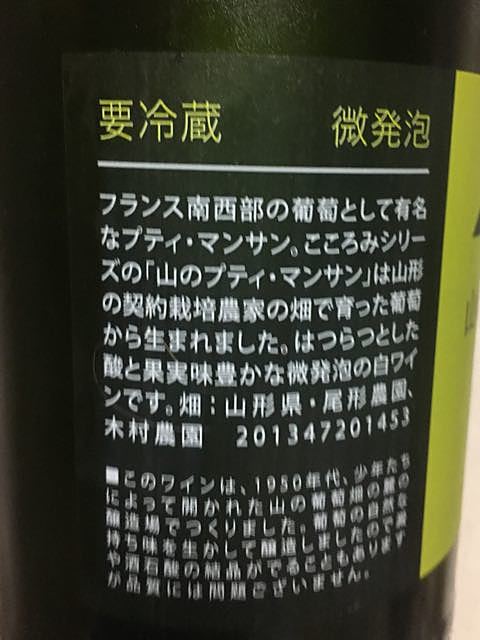 要冷蔵 微発泡
フランス南西部の葡萄として有名
なプティ・マンサン。こころみシリー
ズの「山のプティ・マンサン」は山形
の契約栽培農家の畑で育った葡萄
から生まれました。はつらつとした
酸と果実味豊かな微発泡の白ワイ
ンです。畑：山形県・尾形農園、
木村農園 201347201453
■このワインは、1950年代、少年たち
によって開かれた山の葡萄畑の麓の
醸造場でつくりました。葡萄の自然な
持ち味を生かして醸造しましたので澱
や酒石酸の結晶がでることもあります
が品質には問題ございません。